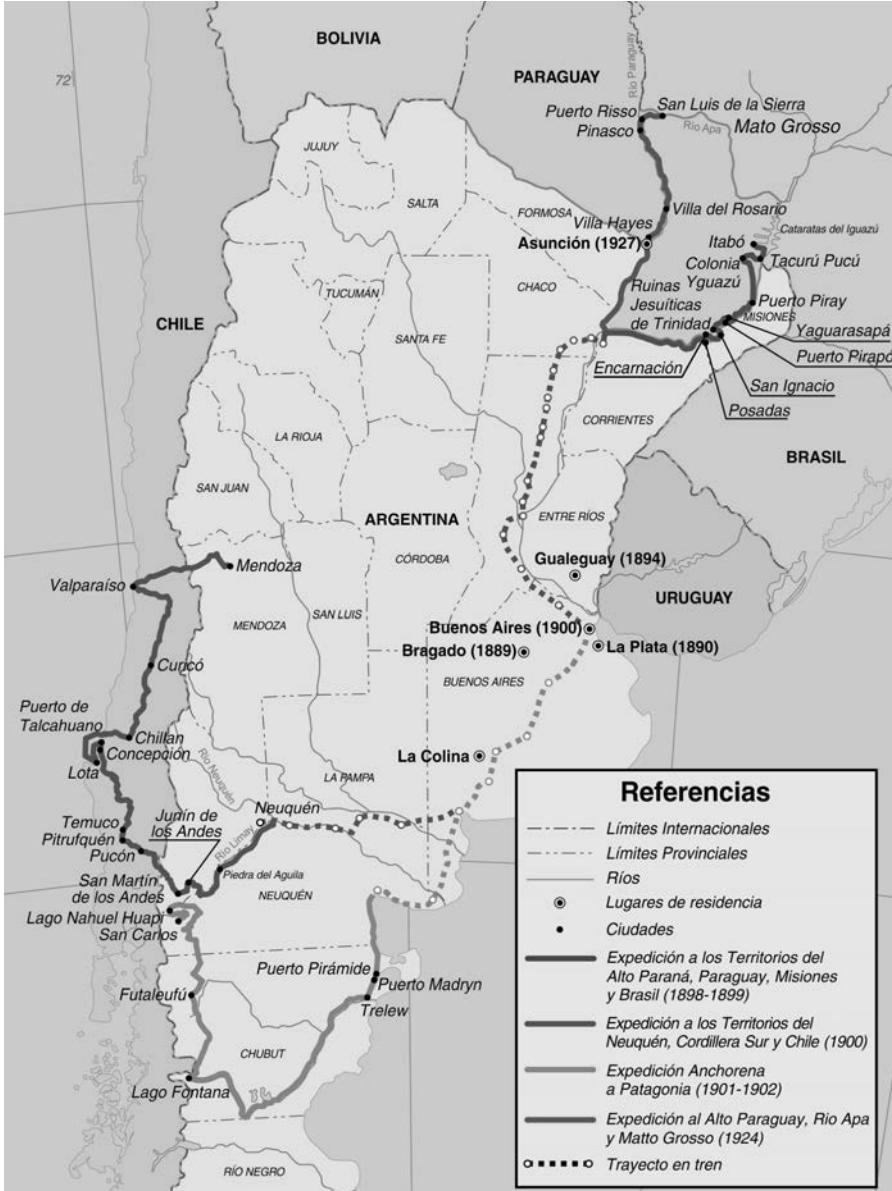 BOLIVIA
PARAGUAY
Río Paraguay
72
San Luis de la Sierra
Puerto Risso
Pinasco
Río Apa
Mato Grosso
JUJUY
SALTA
FORMOSA
Villa Hayes
Villa del Rosario
Asunción (1927)
Itabó
Cataratas del Iguazú
Colonia
Yguazú
Tacurú Pucú
CHACO
Ruinas
Jesuíticas
de Trinidad
Puerto Piray
MISIONES
TUCUMÁN
CHILE
SANTA FE
Yaguarasapá
Encarnación
Puerto Pirapó
San Ignacio
Posadas
CORRIENTES
LA RIOJA
BRASIL
SAN JUAN
ARGENTINA
ENTRE RÍOS
CÓRDOBA
Gualeguay (1894)
Mendoza
Valparaíso
URUGUAY
SAN LUIS
MENDOZA
Buenos Aires (1900)
Bragado (1889)
La Plata (1890)
Curicó
BUENOS AIRES
Puerto de
Talcahuano
Chillan
Concepción
Lota
La Colina
Río Neuquén
LA PAMPA
Neuquén
Temuco
Pitrufquén
Pucón
Junín de
los Andes
Río Limay
Piedra del Aguila
San Martín
de los Andes
NEUQUÉN
Lago Nahuel Huapi
San Carlos
Puerto Pirámide
Puerto Madryn
Futaleufú
Trelew
CHUBUT
Lago Fontana
RÍO NEGRO
Referencias
Límites Internacionales
Límites Provinciales
Ríos
Lugares de residencia
Ciudades
Expedición a los Territorios del
Alto Paraná, Paraguay, Misiones
y Brasil (1898-1899)
Expedición a los Territorios del
Neuquén, Cordillera Sur y Chile (1900)
Expedición Anchorena
a Patagonia (1901-1902)
Expedición al Alto Paraguay, Rio Apa
y Matto Grosso (1924)
Trayecto en tren